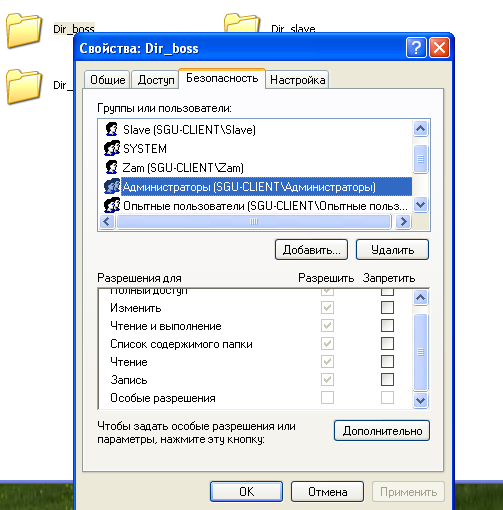 Dir_boss
Dir_slave
Dir_
Свойства: Dir_boss
Общие
Доступ
Безопасность
Настройка
Группы или пользователи:
Slave (SGU-CLIENT\Slave)
SYSTEM
Zam (SGU-CLIENT\Zam)
Администраторы (SGU-CLIENT\Администраторы)
Опытные пользователи (SGU-CLIENT\Опытные польз...
Добавить...
Удалить
Разрешения для
Разрешить
Запретить
Полный доступ
Изменить
Чтение и выполнение
Список содержимого папки
Чтение
Запись
Особые разрешения
Чтобы задать особые разрешения или
параметры, нажмите эту кнопку:
Дополнительно
OK
Отмена
Применить